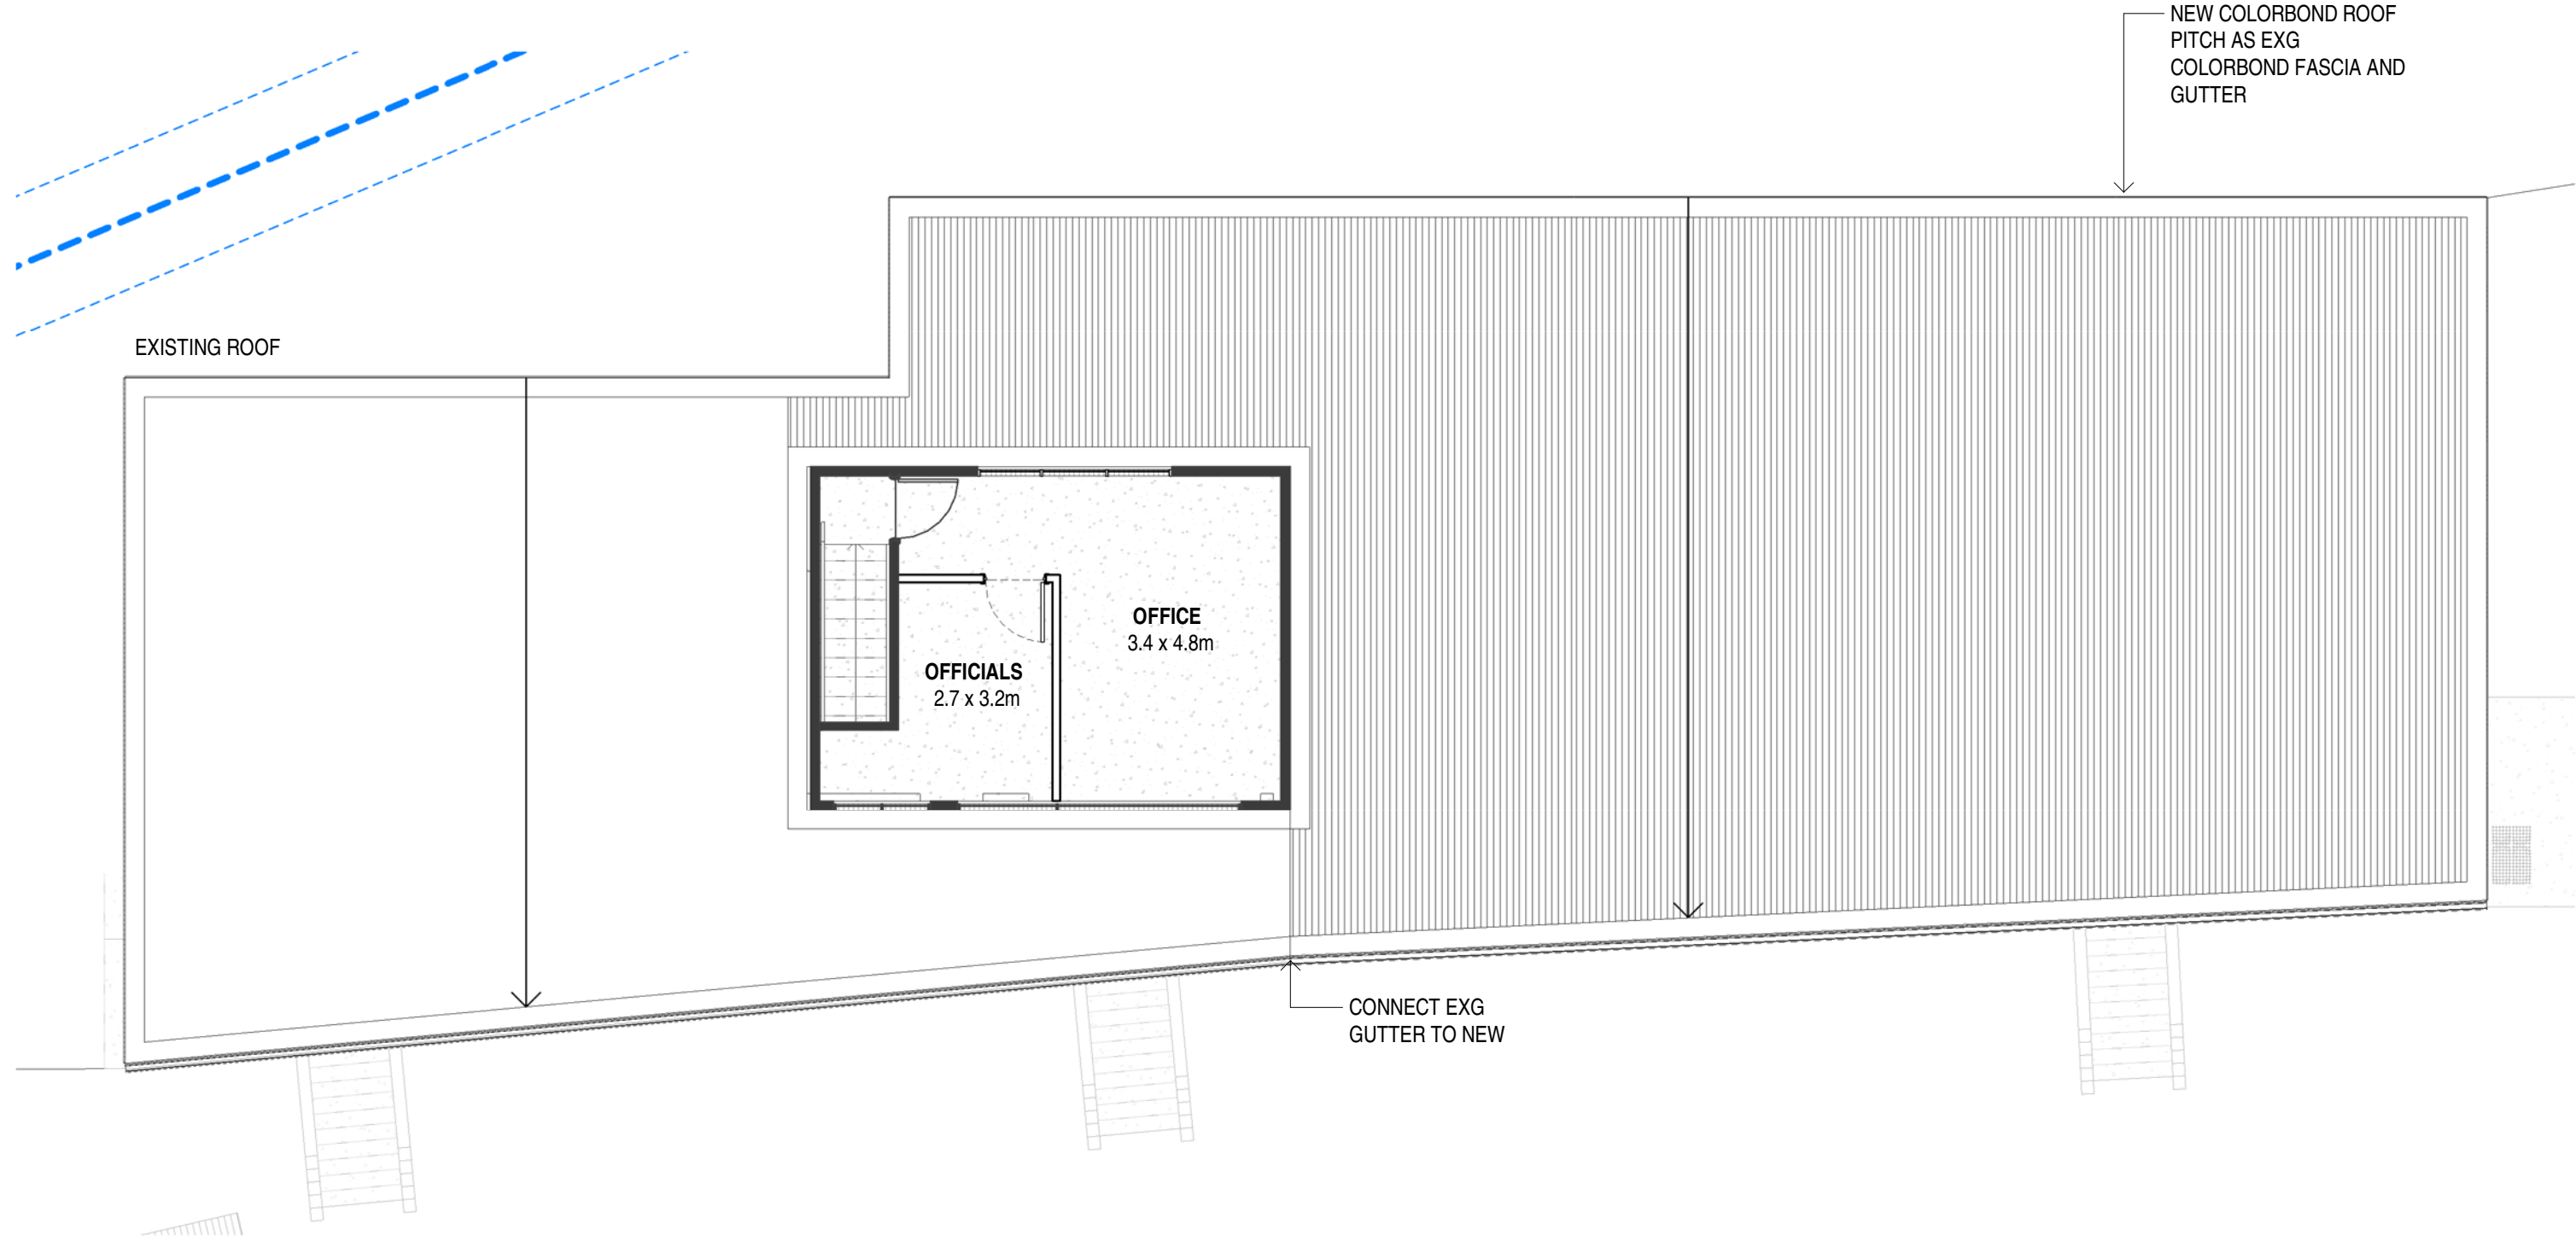 NEW COLORBOND ROOF
PITCH AS EXG
COLORBOND FASCIA AND
GUTTER
EXISTING ROOF
OFFICE
3.4 x 4.8m
OFFICIALS
2.7 x 3.2m
CONNECT EXG
GUTTER TO NEW